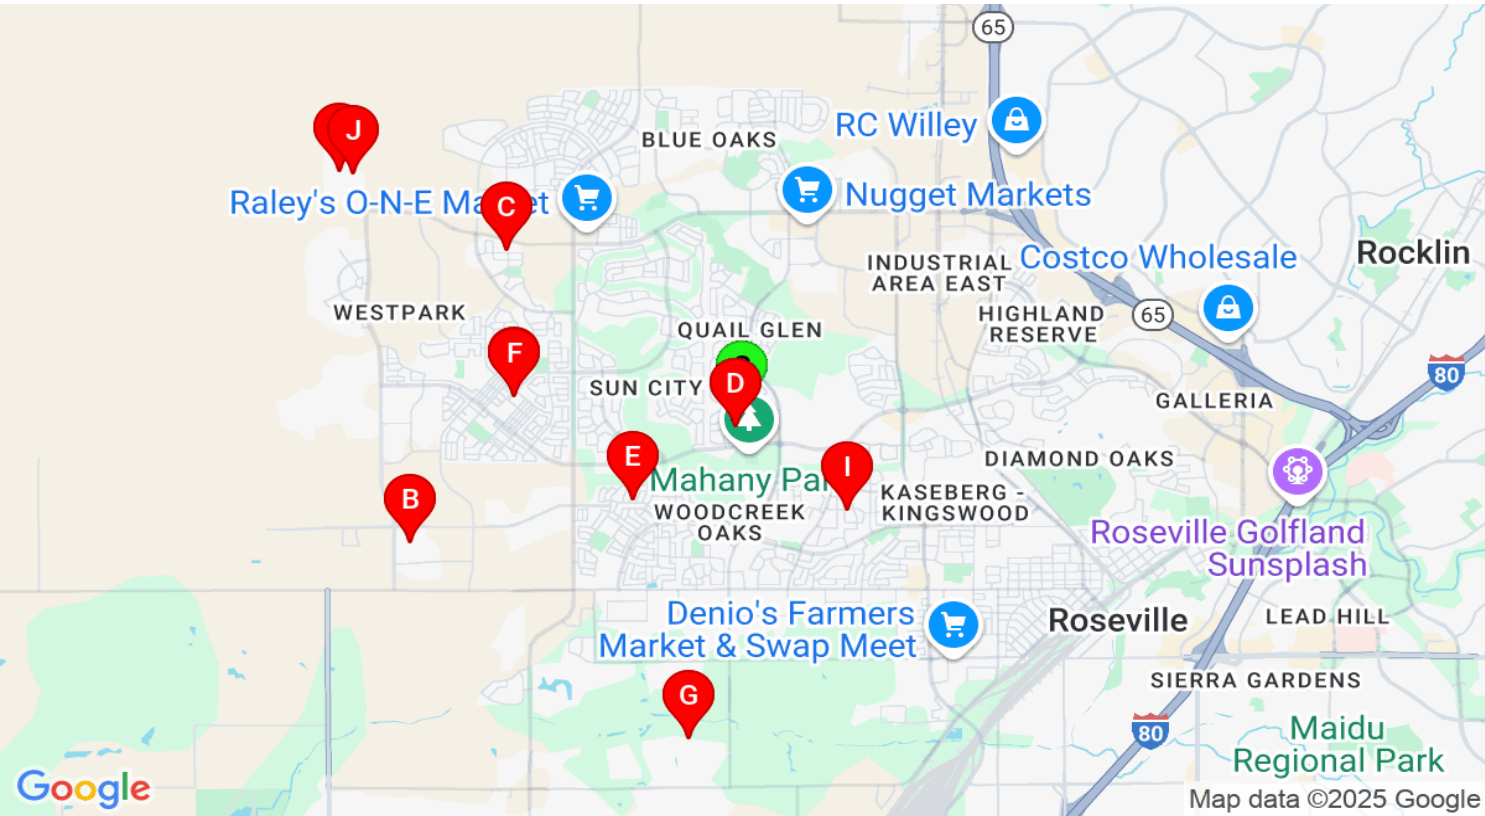 65
RC Willey
BLUE OAKS
J
Raley's O-N-E Ma et
C
Nugget Markets
INDUSTRIAL
AREA EAST
Costco Wholesale
Rocklin
WESTPARK
HIGHLAND
RESERVE
65
QUAIL GLEN
F
SUN CITY
D
80
GALLERIA
E
I
DIAMOND OAKS
Mahany Pa
B
KASEBERG -
KINGSWOOD
WOODCREEK
OAKS
Roseville Golfland
Sunsplash
Denio's Farmers
Market & Swap Meet
Roseville
LEAD HILL
G
SIERRA GARDENS
80
Maidu
Regional Park
Google
Map data ©2025 Google